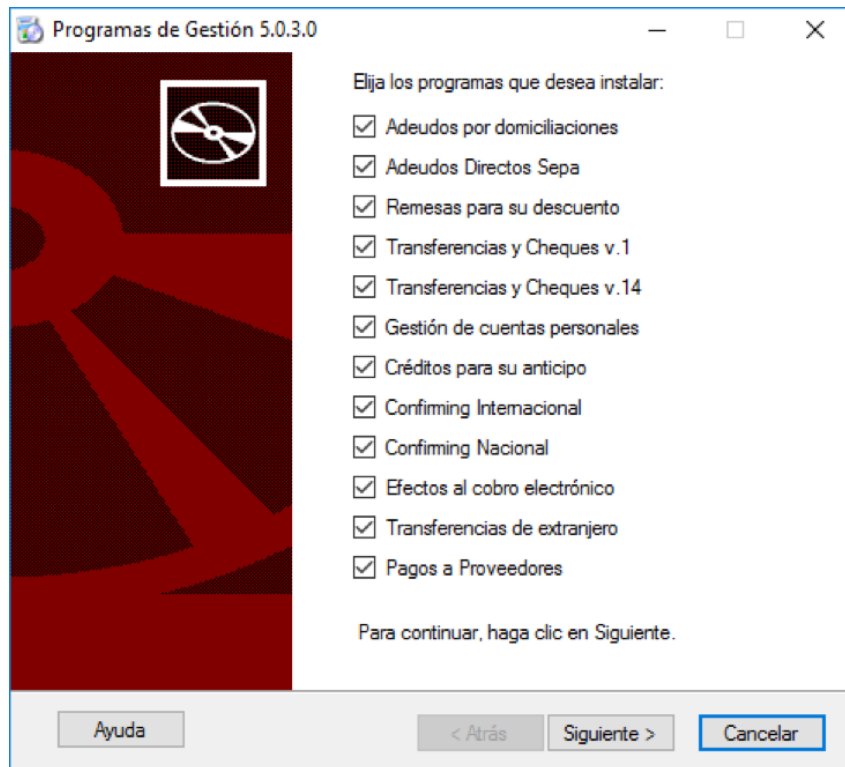 Programas de Gestión 5.0.3.0
Elija los programas que desea instalar:
Adeudos por domiciliaciones
Adeudos Directos Sepa
Remesas para su descuento
Transferencias y Cheques v.1
Transferencias y Cheques v.14
Gestión de cuentas personales
Créditos para su anticipo
Confirming Internacional
Confirming Nacional
Efectos al cobro electrónico
Transferencias de extranjero
Pagos a Proveedores
Para continuar, haga clic en Siguiente.
Ayuda < Atrás Siguiente > Cancelar